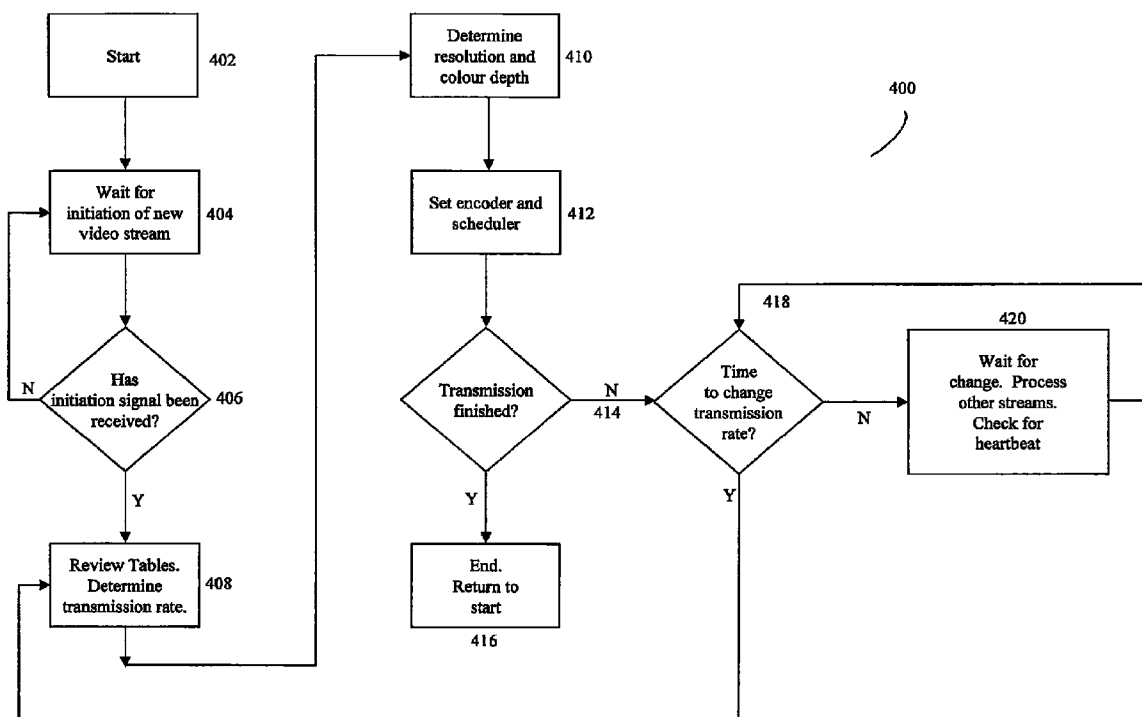 Start
402
Wait for
initiation of new
video stream
404
Has
initiation signal been
received?
406
N
Y
Review Tables.
Determine
transmission rate.
408
Determine
resolution and
colour depth
410
Set encoder and
scheduler
412
Transmission
finished?
N
414
Y
End.
Return to
start
416
400
418
Time
to change
transmission
rate?
N
Y
420
Wait for
change. Process
other streams.
Check for
heartbeat